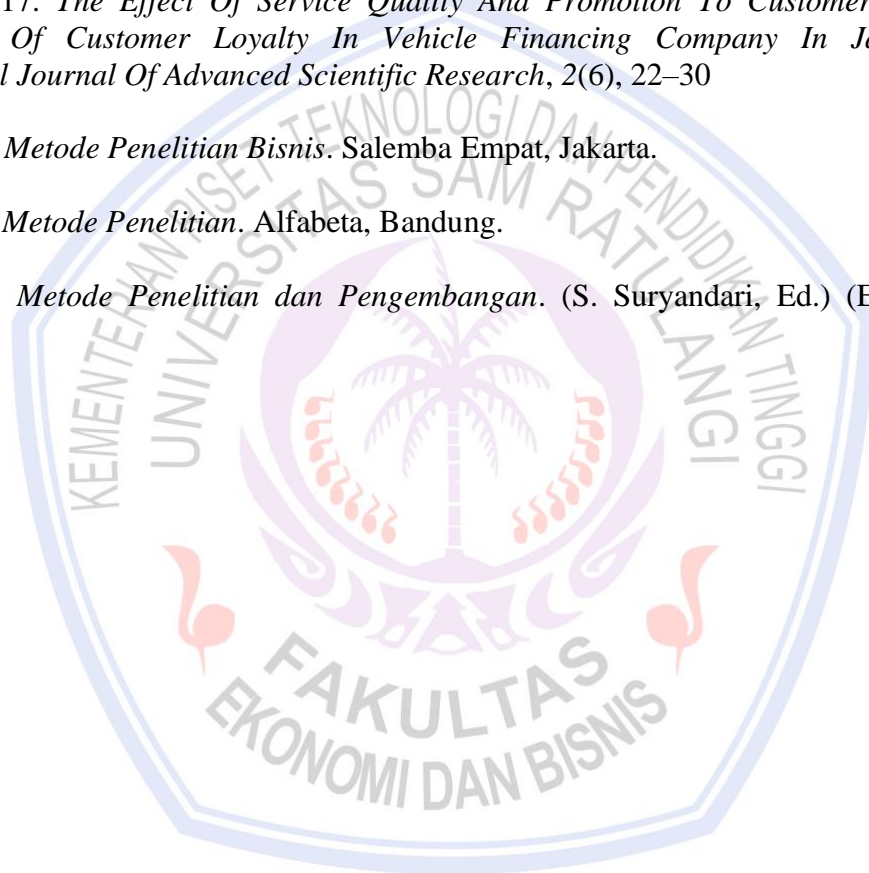 17. The Effect Of Service Quality And Promotion To Customer
Of Customer Loyalty In Vehicle Financing Company In Ja
l Journal Of Advanced Scientific Research, 2(6), 22–30
Metode Penelitian Bisnis. Salemba Empat, Jakarta.
Metode Penelitian. Alfabeta, Bandung.
Metode Penelitian dan Pengembangan. (S. Suryandari, Ed.) (E
KEMENTERIAN RISET TEKNOLOGI DAN PENDIDIKAN TINGGI
UNIVERSITAS SAM RATULANGI
FAKULTAS
EKONOMI DAN BISNIS